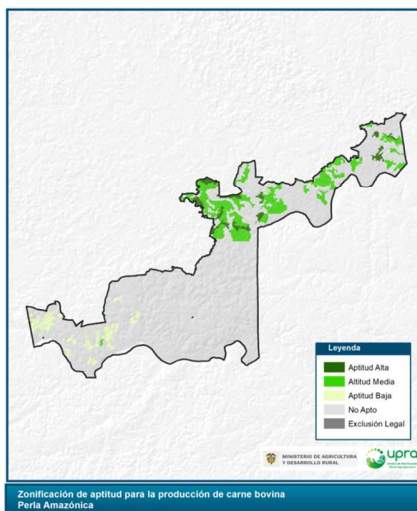 Leyenda
Aptitud Alta
Altitud Media
Aptitud Baja
No Apto
Exclusión Legal
MINISTERIO DE AGRICULTURA
Y DESARROLLO RURAL
upra
Zonificación de aptitud para la producción de carne bovina
Perla Amazónica